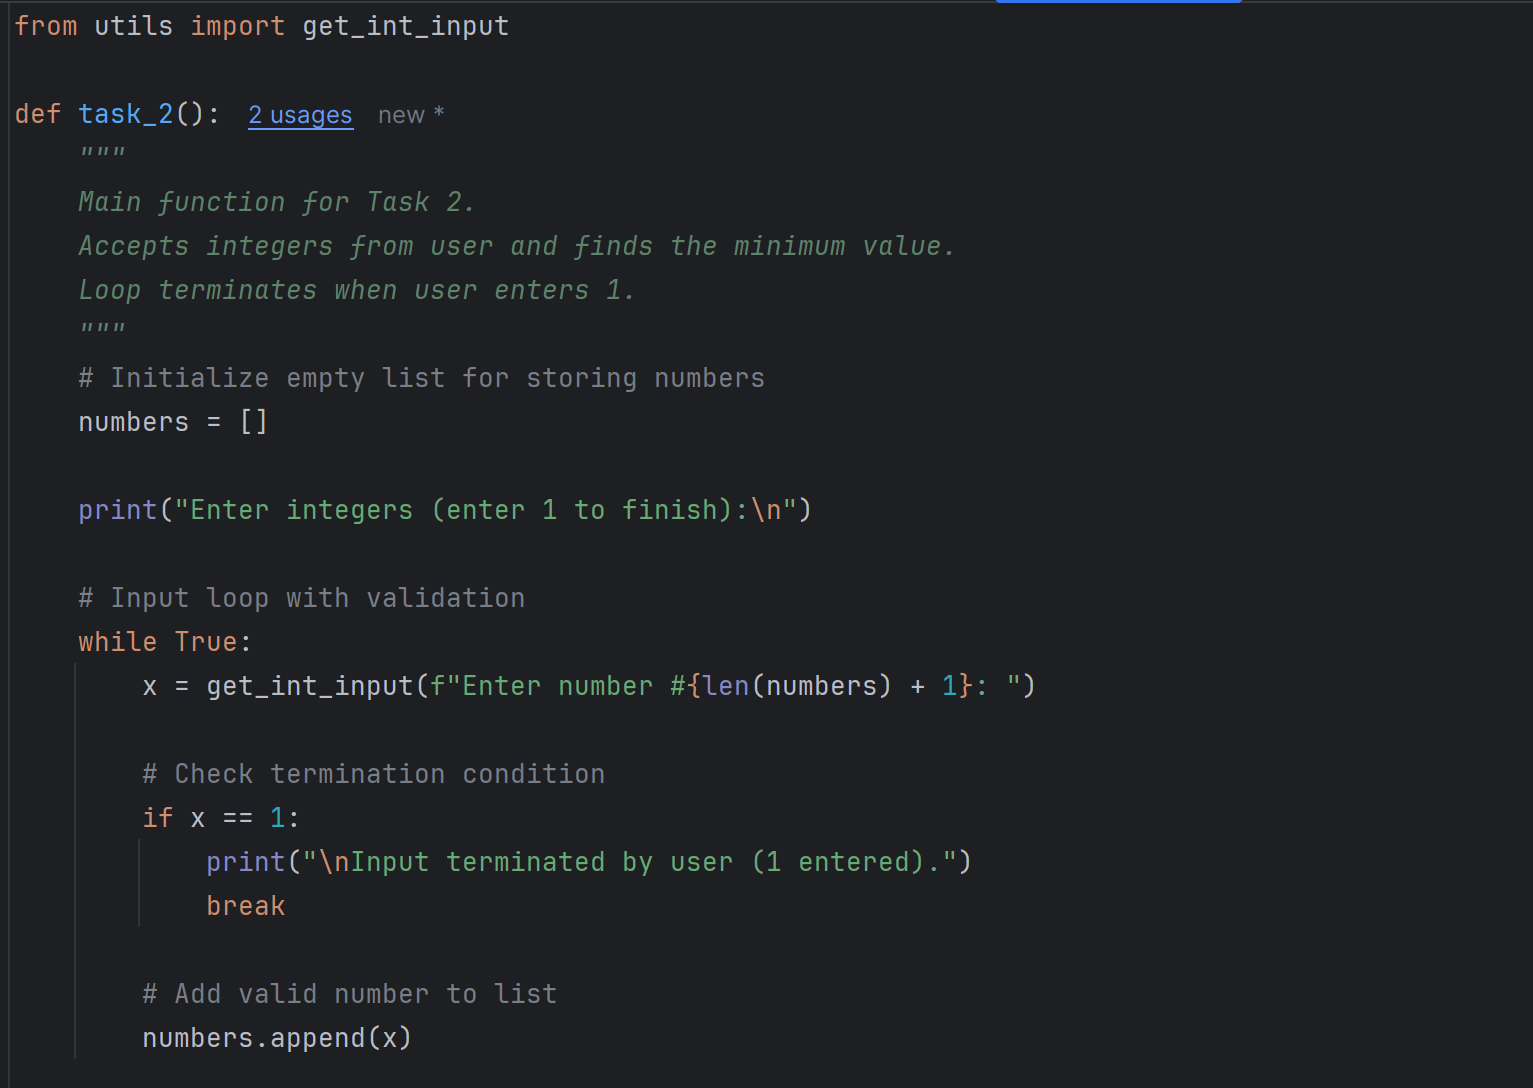 from utils import get_int_input
def task_2(): 2 usages new *
"""
Main function for Task 2.
Accepts integers from user and finds the minimum value.
Loop terminates when user enters 1.
"""
# Initialize empty list for storing numbers
numbers = []
print("Enter integers (enter 1 to finish):\n")
# Input loop with validation
while True:
x = get_int_input(f"Enter number #{len(numbers) + 1}: ")
# Check termination condition
if x == 1:
print("\nInput terminated by user (1 entered).")
break
# Add valid number to list
numbers.append(x)